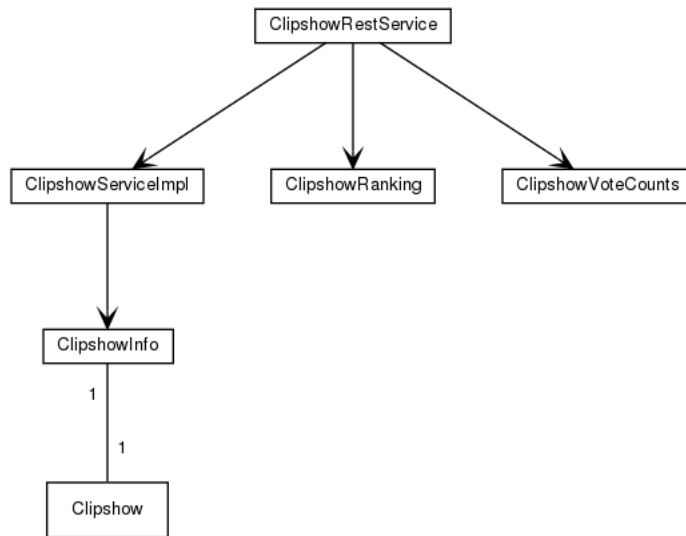 ClipshowRestService
ClipshowServiceImpl
ClipshowRanking
ClipshowVoteCounts
ClipshowInfo
1
1
Clipshow